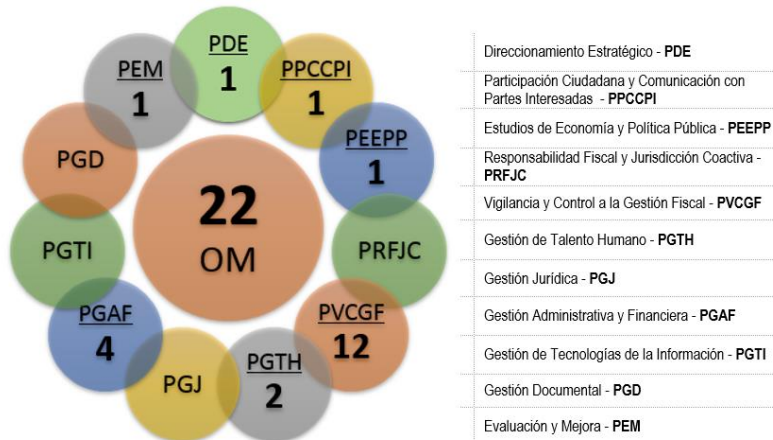 PDE
1
PPCCPI
1
PEEPP
1
PRFJC
PVCGF
12
PGTH
2
PGJ
PGAF
4
PGTI
PGD
PEM
1
22
OM
Direccionamiento Estratégico - PDE
Participación Ciudadana y Comunicación con
Partes Interesadas - PPCCPI
Estudios de Economía y Política Pública - PEEPP
Responsabilidad Fiscal y Jurisdicción Coactiva -
PRFJC
Vigilancia y Control a la Gestión Fiscal - PVCGF
Gestión de Talento Humano - PGTH
Gestión Jurídica - PGJ
Gestión Administrativa y Financiera - PGAF
Gestión de Tecnologías de la Información - PGTI
Gestión Documental - PGD
Evaluación y Mejora - PEM